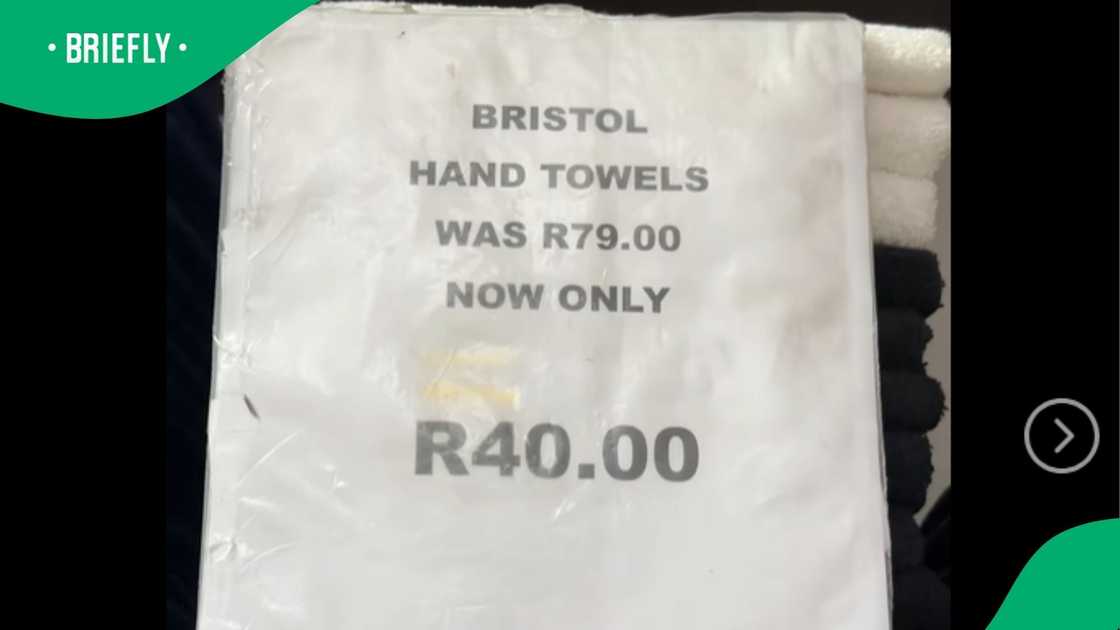 • BRIEFLY •
BRISTOL
HAND TOWELS
WAS R79.00
NOW ONLY
R40.00